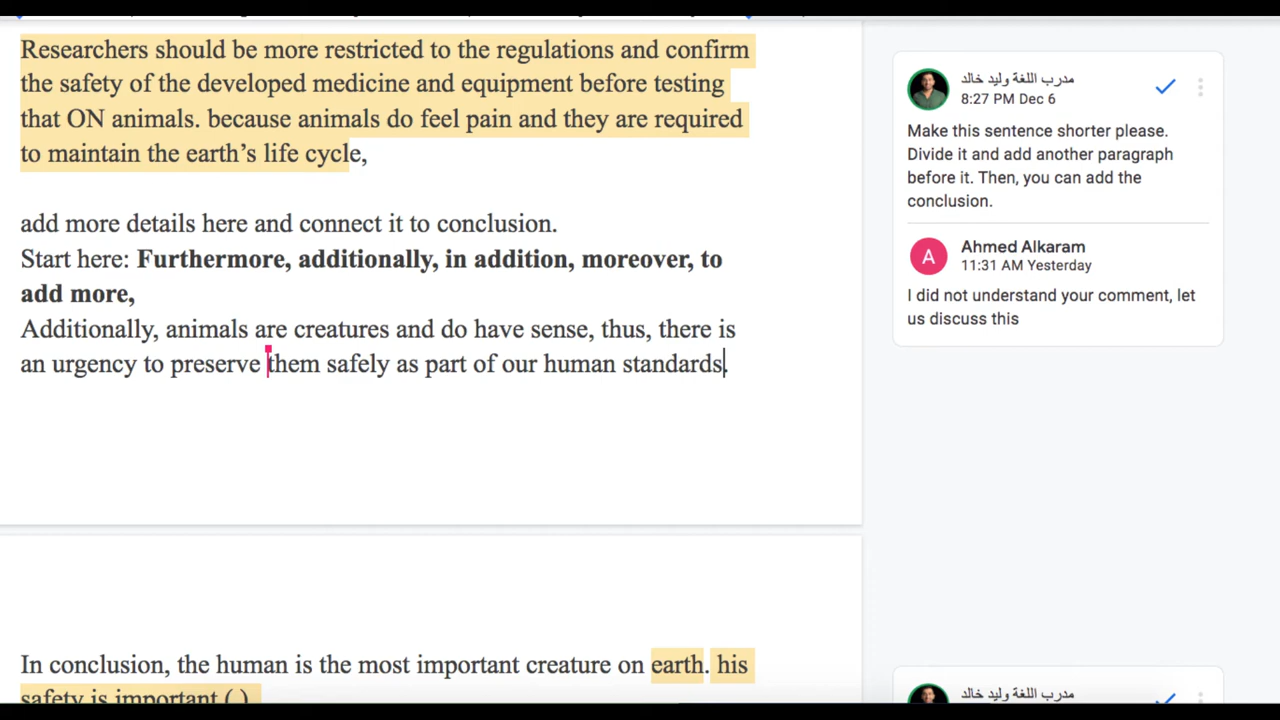 Researchers should be more restricted to the regulations and confirm
the safety of the developed medicine and equipment before testing
that ON animals. because animals do feel pain and they are required
to maintain the earth’s life cycle,
add more details here and connect it to conclusion.
Start here: Furthermore, additionally, in addition, moreover, to
add more,
Additionally, animals are creatures and do have sense, thus, there is
an urgency to preserve them safely as part of our human standards.
In conclusion, the human is the most important creature on earth. his
safety is important ( )
مدرب اللغة وليد خالد
8:27 PM Dec 6
Make this sentence shorter please.
Divide it and add another paragraph
before it. Then, you can add the
conclusion.
A
Ahmed Alkaram
11:31 AM Yesterday
I did not understand your comment, let
us discuss this
مدرب اللغة وليد خالد